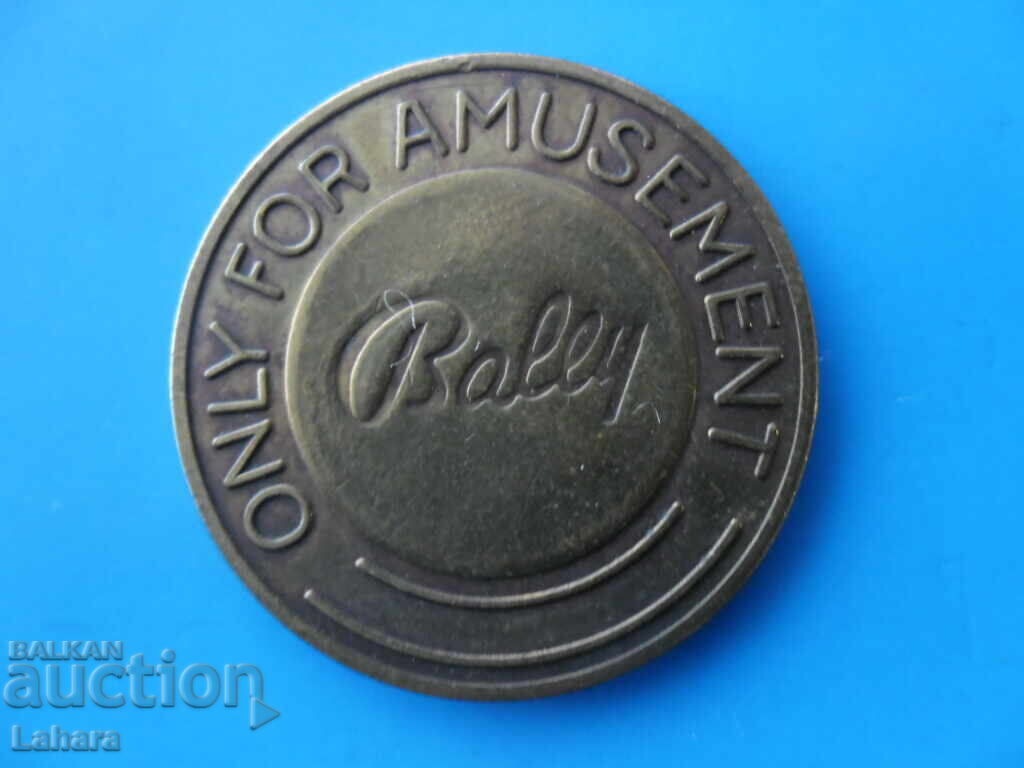 ONLY FOR AMUSEMENT
Bally
BALKAN
auction
Lahara